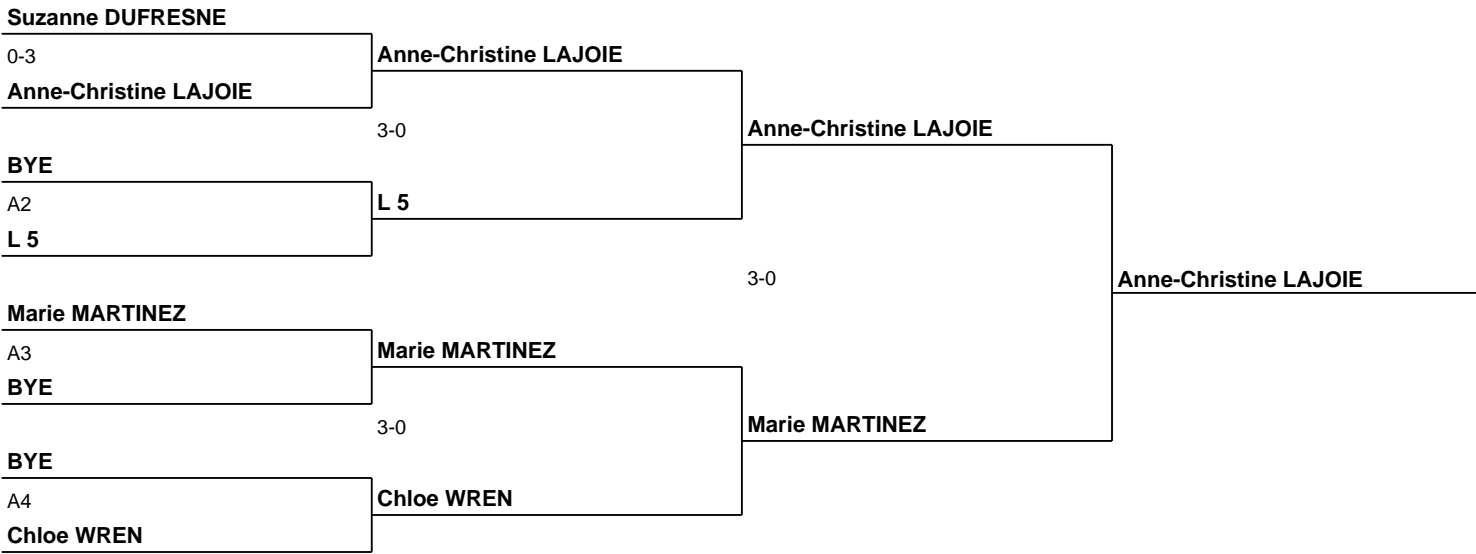 Suzanne DUFRESNE
0-3
Anne-Christine LAJOIE
Anne-Christine LAJOIE
3-0
Anne-Christine LAJOIE
BYE
A2
L 5
L 5
3-0
Anne-Christine LAJOIE
Marie MARTINEZ
A3
Marie MARTINEZ
BYE
3-0
Marie MARTINEZ
BYE
A4
Chloe WREN
Chloe WREN